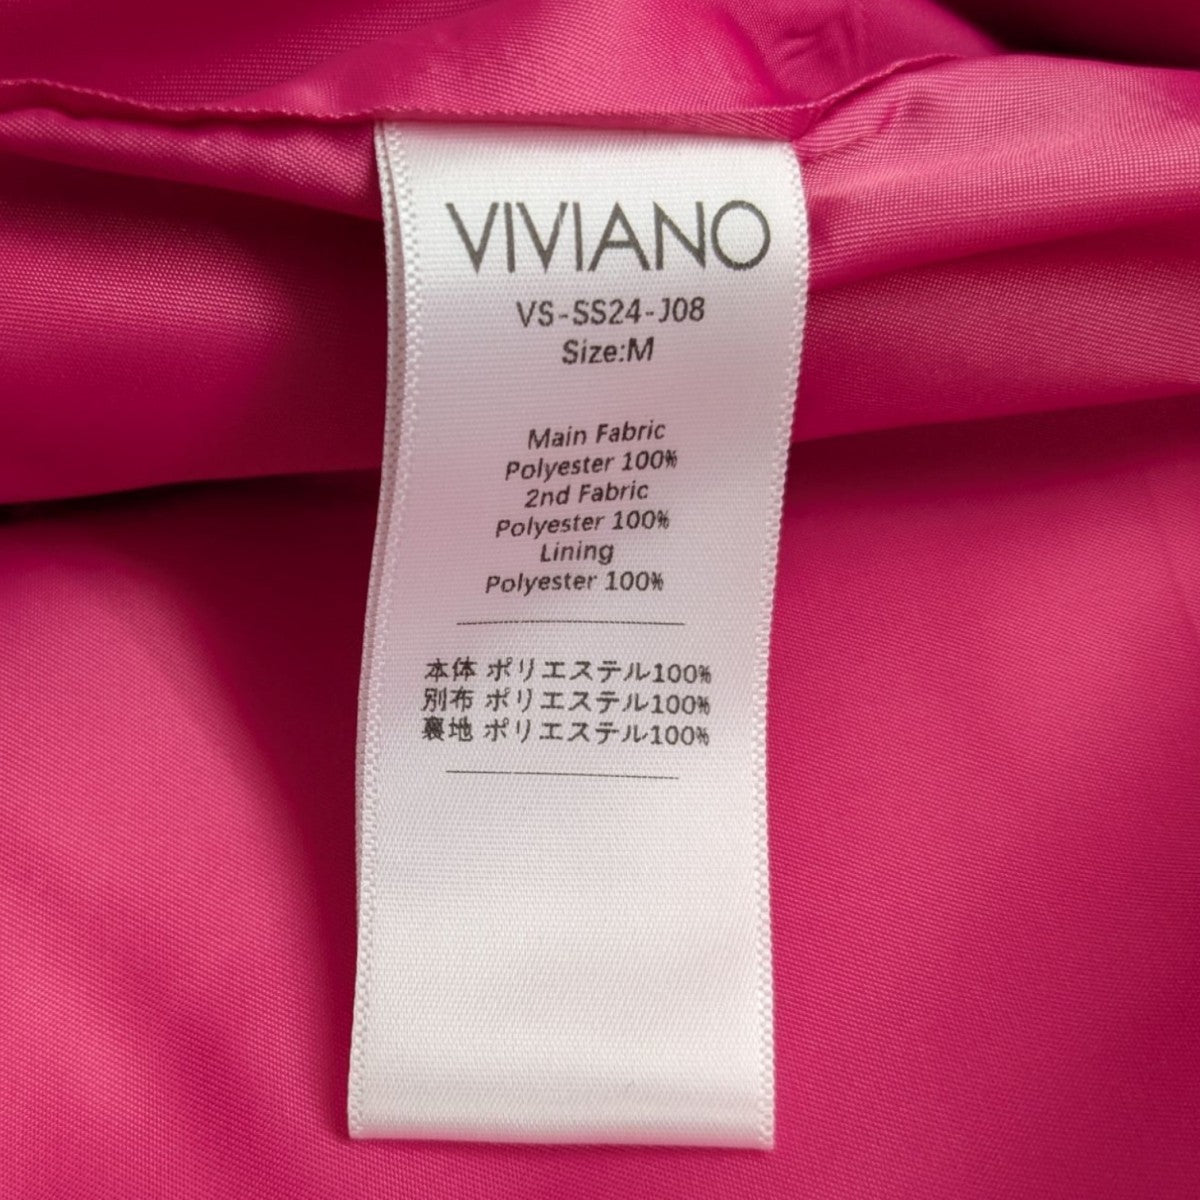 VIVIANO
VS-SS24-J08
Size:M
Main Fabric
Polyester 100%
2nd Fabric
Polyester 100%
Lining
Polyester 100%
本体 ポリエステル100%
別布 ポリエステル100%
裏地 ポリエステル100%